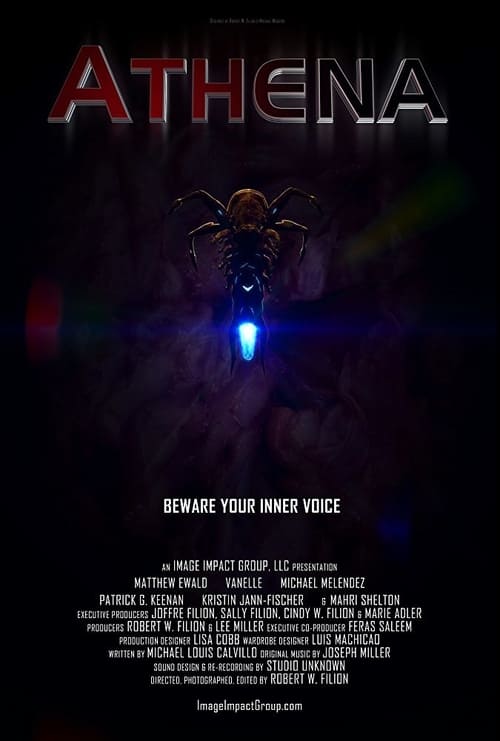 ATHENA
BEWARE YOUR INNER VOICE
AN IMAGE IMPACT GROUP, LLC PRESENTATION
MATTHEW EWALD VANELLE MICHAEL MELENDEZ
PATRICK G. KEENAN KRISTIN JANN-FISCHER & MAHRI SHELTON
EXECUTIVE PRODUCERS JOFFRE FILION, SALLY FILION, CINDY W. FILION & MARIE ADLER
PRODUCERS ROBERT W. FILION & LEE MILLER EXECUTIVE CO-PRODUCER FERAS SALEEM
PRODUCTION DESIGNER LISA COBB WARDROBE DESIGNER LUIS MACHICAO
WRITTEN BY MICHAEL LOUIS CALVILLO ORIGINAL MUSIC BY JOSEPH MILLER
SOUND DESIGN & RE-RECORDING BY STUDIO UNKNOWN
DIRECTED, PHOTOGRAPHED, EDITED BY ROBERT W. FILION
ImageImpactGroup.com